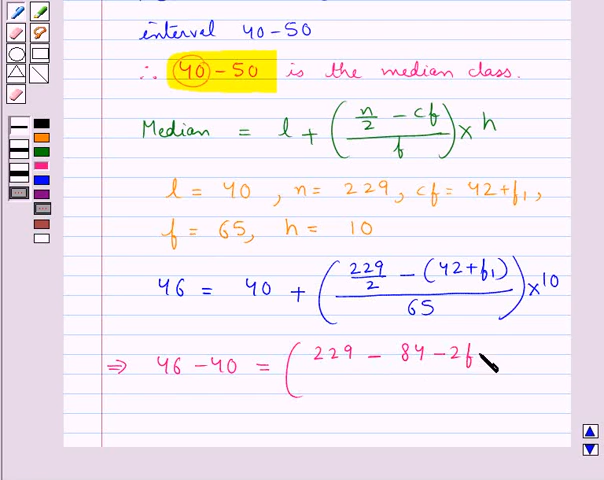 interval 40-50
∴ 40-50 is the median class.
Median = l + ( (n/2 - cf) / f ) × h
l = 40 , n = 229 , cf = 42+f₁,
f = 65, h = 10
46 = 40 + ( (229/2 - (42+f₁)) / 65 ) × 10
⇒ 46 - 40 = ( 229 - 84 - 2f